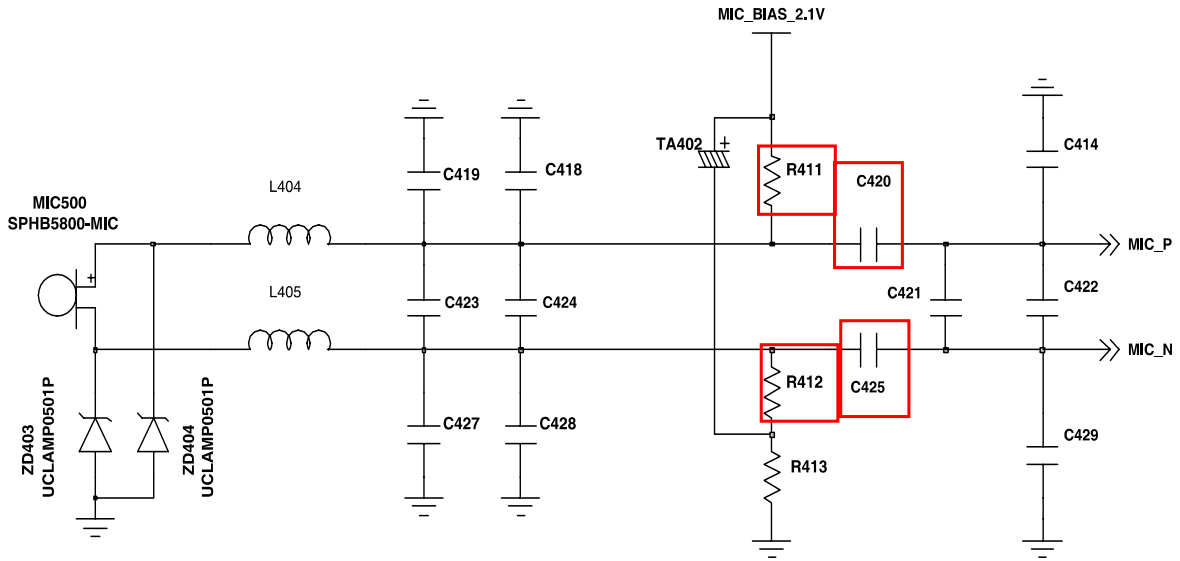 MIC_BIAS_2.1V
TA402
+
R411
C420
C414
C419
C418
L404
MIC500
SPHB5800-MIC
+
MIC_P
L405
C423
C424
C421
C422
MIC_N
R412
C425
ZD403
UCLAMP0501P
ZD404
UCLAMP0501P
C427
C428
C429
R413